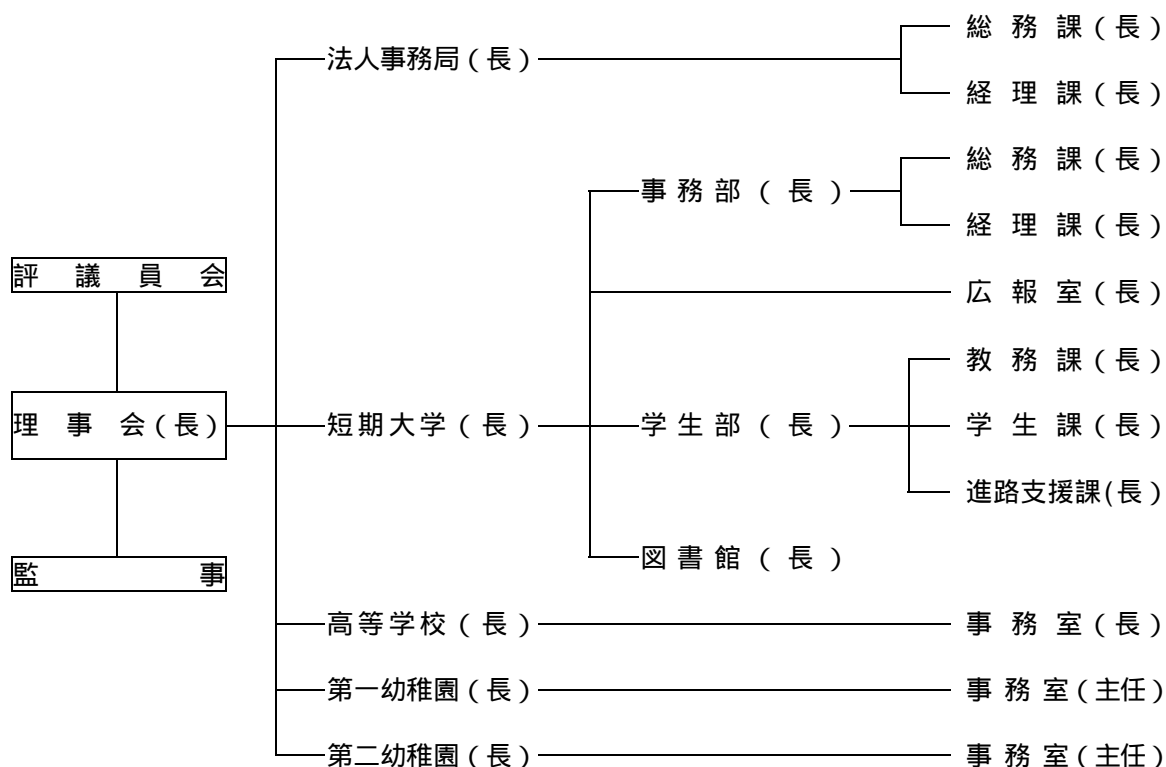 総務課（長）
法人事務局（長）
経理課（長）
総務課（長）
事務部（長）
経理課（長）
評議員会
広報室（長）
教務課（長）
理事会(長)
短期大学（長）
学生部（長）
学生課（長）
進路支援課(長)
図書館（長）
監事
高等学校（長）
事務室（長）
第一幼稚園（長）
事務室（主任）
第二幼稚園（長）
事務室（主任）